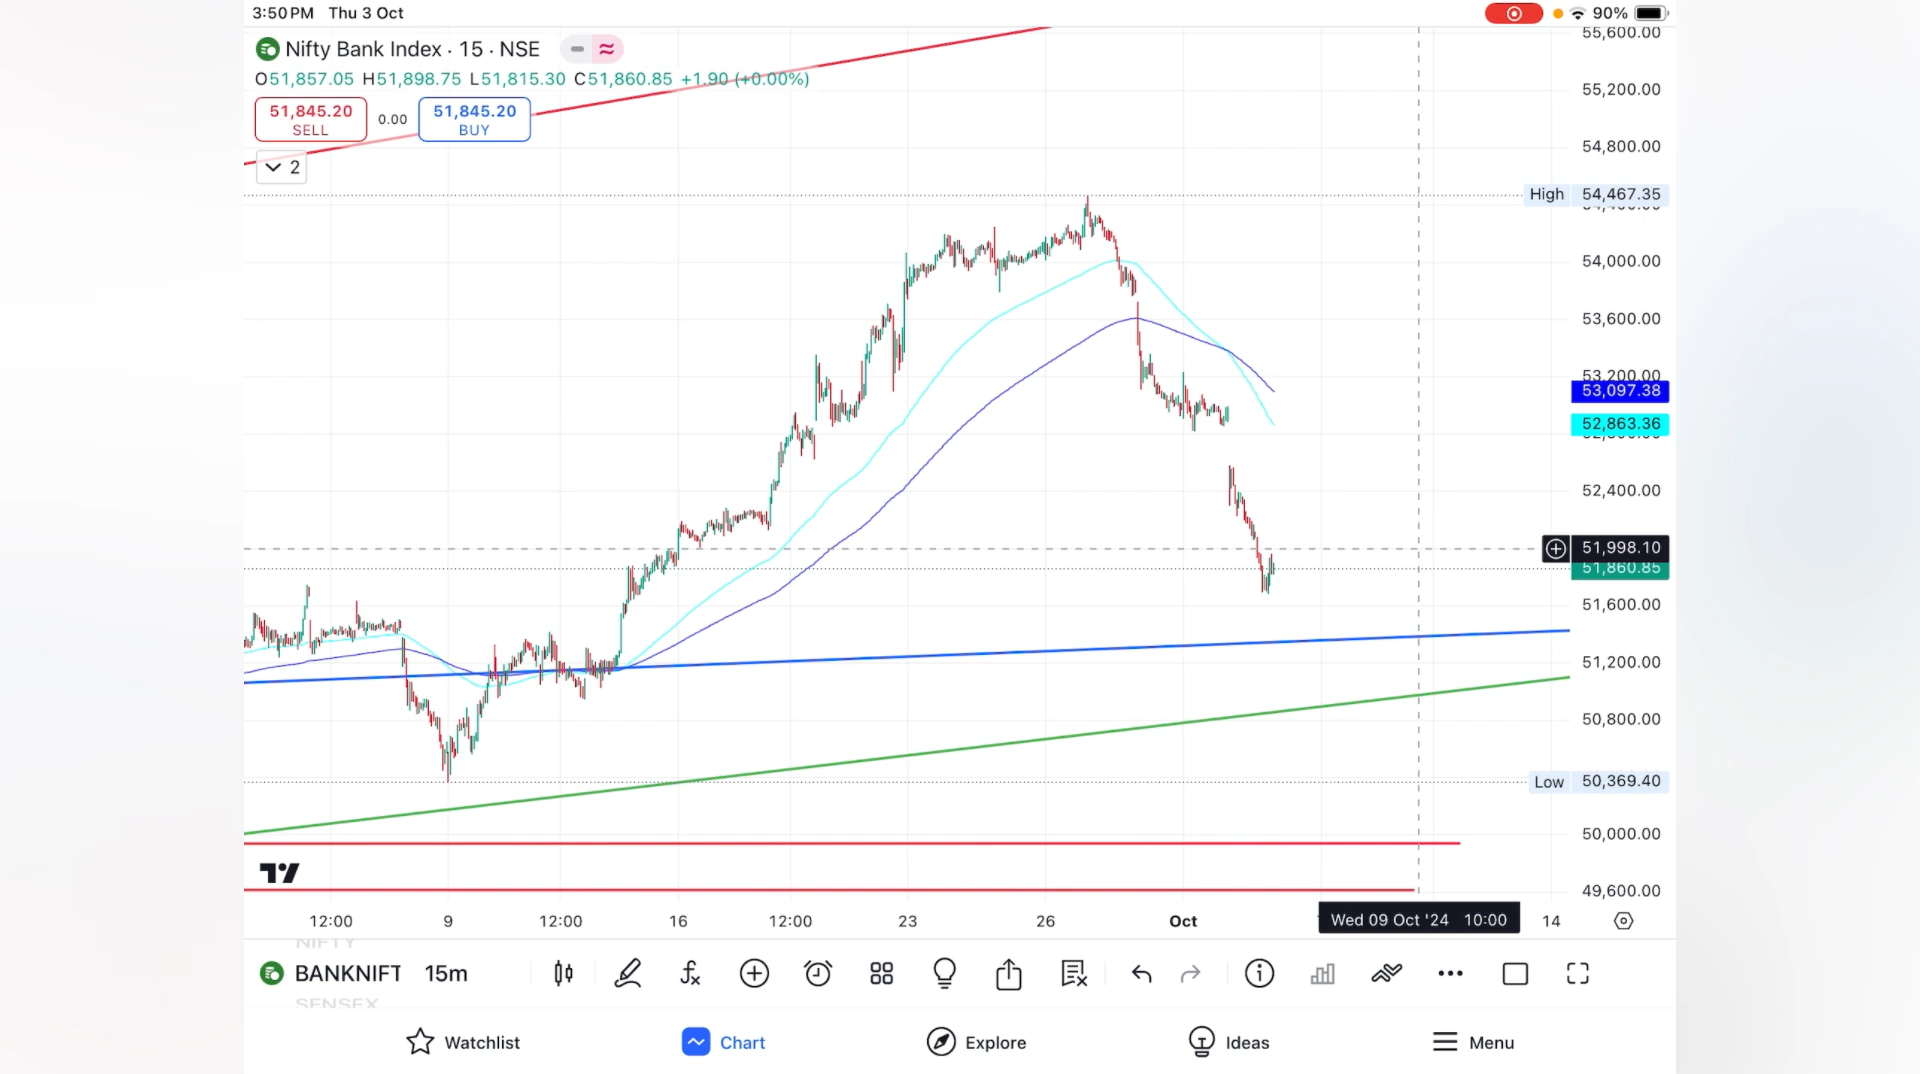 3:50 PM Thu 3 Oct
90%
Nifty Bank Index · 15 · NSE
O51,857.05 H51,898.75 L51,815.30 C51,860.85 +1.90 (+0.00%)
51,845.20
SELL
0.00
51,845.20
BUY
2
55,600.00
55,200.00
54,800.00
High 54,467.35
54,000.00
53,600.00
53,200.00
53,097.38
52,863.36
52,400.00
51,998.10
51,860.85
51,600.00
51,200.00
50,800.00
Low 50,369.40
50,000.00
49,600.00
12:00 9 12:00 16 12:00 23 26 Oct Wed 09 Oct '24 10:00 14
NIFTY
BANKNIFT 15m
SENSEX
Watchlist Chart Explore Ideas Menu